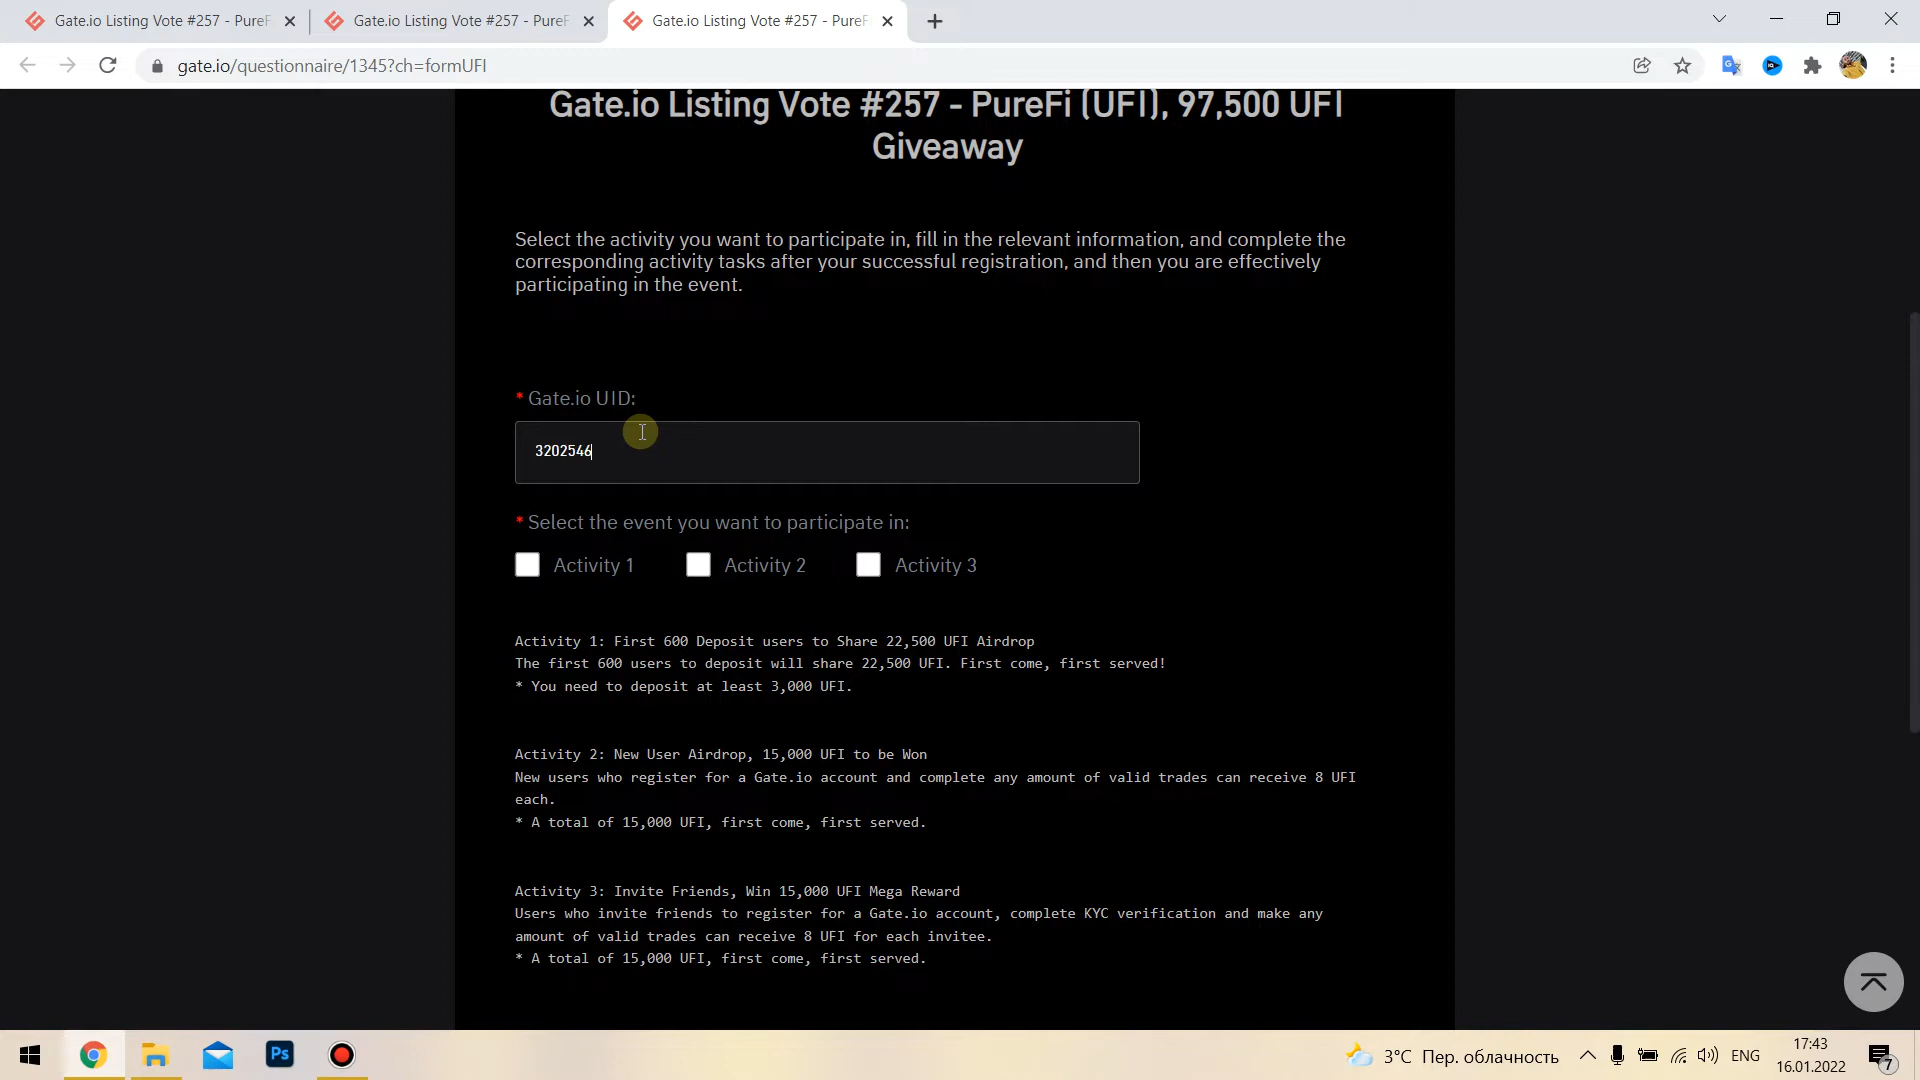 Gate.io Listing Vote #257 - PureF
Gate.io Listing Vote #257 - PureF
Gate.io Listing Vote #257 - PureF
gate.io/questionnaire/1345?ch=formUFI
Gate.io Listing Vote #257 - PureFi (UFI), 97,500 UFI
Giveaway
Select the activity you want to participate in, fill in the relevant information, and complete the
corresponding activity tasks after your successful registration, and then you are effectively
participating in the event.
* Gate.io UID:
3202546
* Select the event you want to participate in:
Activity 1 Activity 2 Activity 3
Activity 1: First 600 Deposit users to Share 22,500 UFI Airdrop
The first 600 users to deposit will share 22,500 UFI. First come, first served!
* You need to deposit at least 3,000 UFI.
Activity 2: New User Airdrop, 15,000 UFI to be Won
New users who register for a Gate.io account and complete any amount of valid trades can receive 8 UFI
each.
* A total of 15,000 UFI, first come, first served.
Activity 3: Invite Friends, Win 15,000 UFI Mega Reward
Users who invite friends to register for a Gate.io account, complete KYC verification and make any
amount of valid trades can receive 8 UFI for each invitee.
* A total of 15,000 UFI, first come, first served.
Ps
3°C Пер. облачность
ENG
17:43
16.01.2022
7